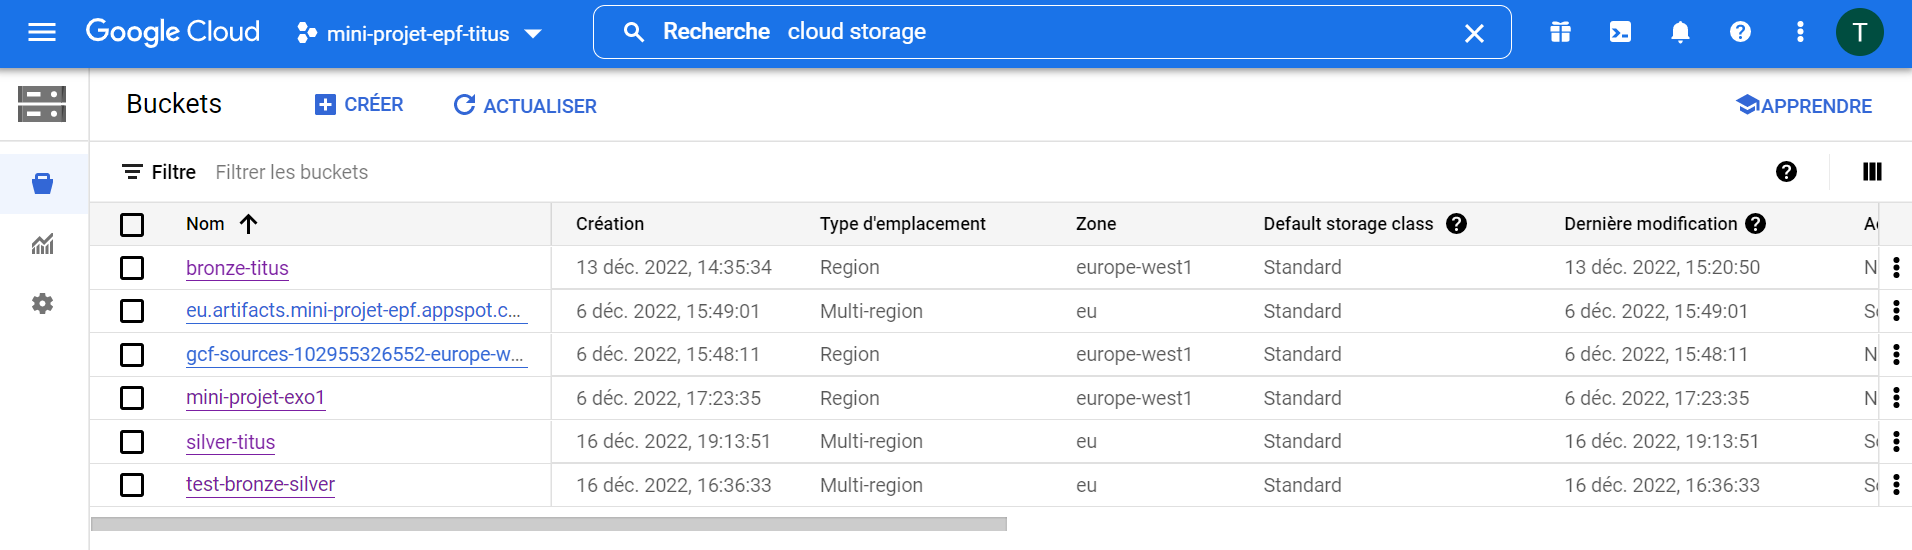 Google Cloud mini-projet-epf-titus Recherche cloud storage T
Buckets CRÉER ACTUALISER APPRENDRE
Filtre Filtrer les buckets
Nom Création Type d'emplacement Zone Default storage class Dernière modification
bronze-titus 13 déc. 2022, 14:35:34 Region europe-west1 Standard 13 déc. 2022, 15:20:50 N
eu.artifacts.mini-projet-epf.appspot.c... 6 déc. 2022, 15:49:01 Multi-region eu Standard 6 déc. 2022, 15:49:01
gcf-sources-102955326552-europe-w... 6 déc. 2022, 15:48:11 Region europe-west1 Standard 6 déc. 2022, 15:48:11 N
mini-projet-exo1 6 déc. 2022, 17:23:35 Region europe-west1 Standard 6 déc. 2022, 17:23:35 N
silver-titus 16 déc. 2022, 19:13:51 Multi-region eu Standard 16 déc. 2022, 19:13:51
test-bronze-silver 16 déc. 2022, 16:36:33 Multi-region eu Standard 16 déc. 2022, 16:36:33